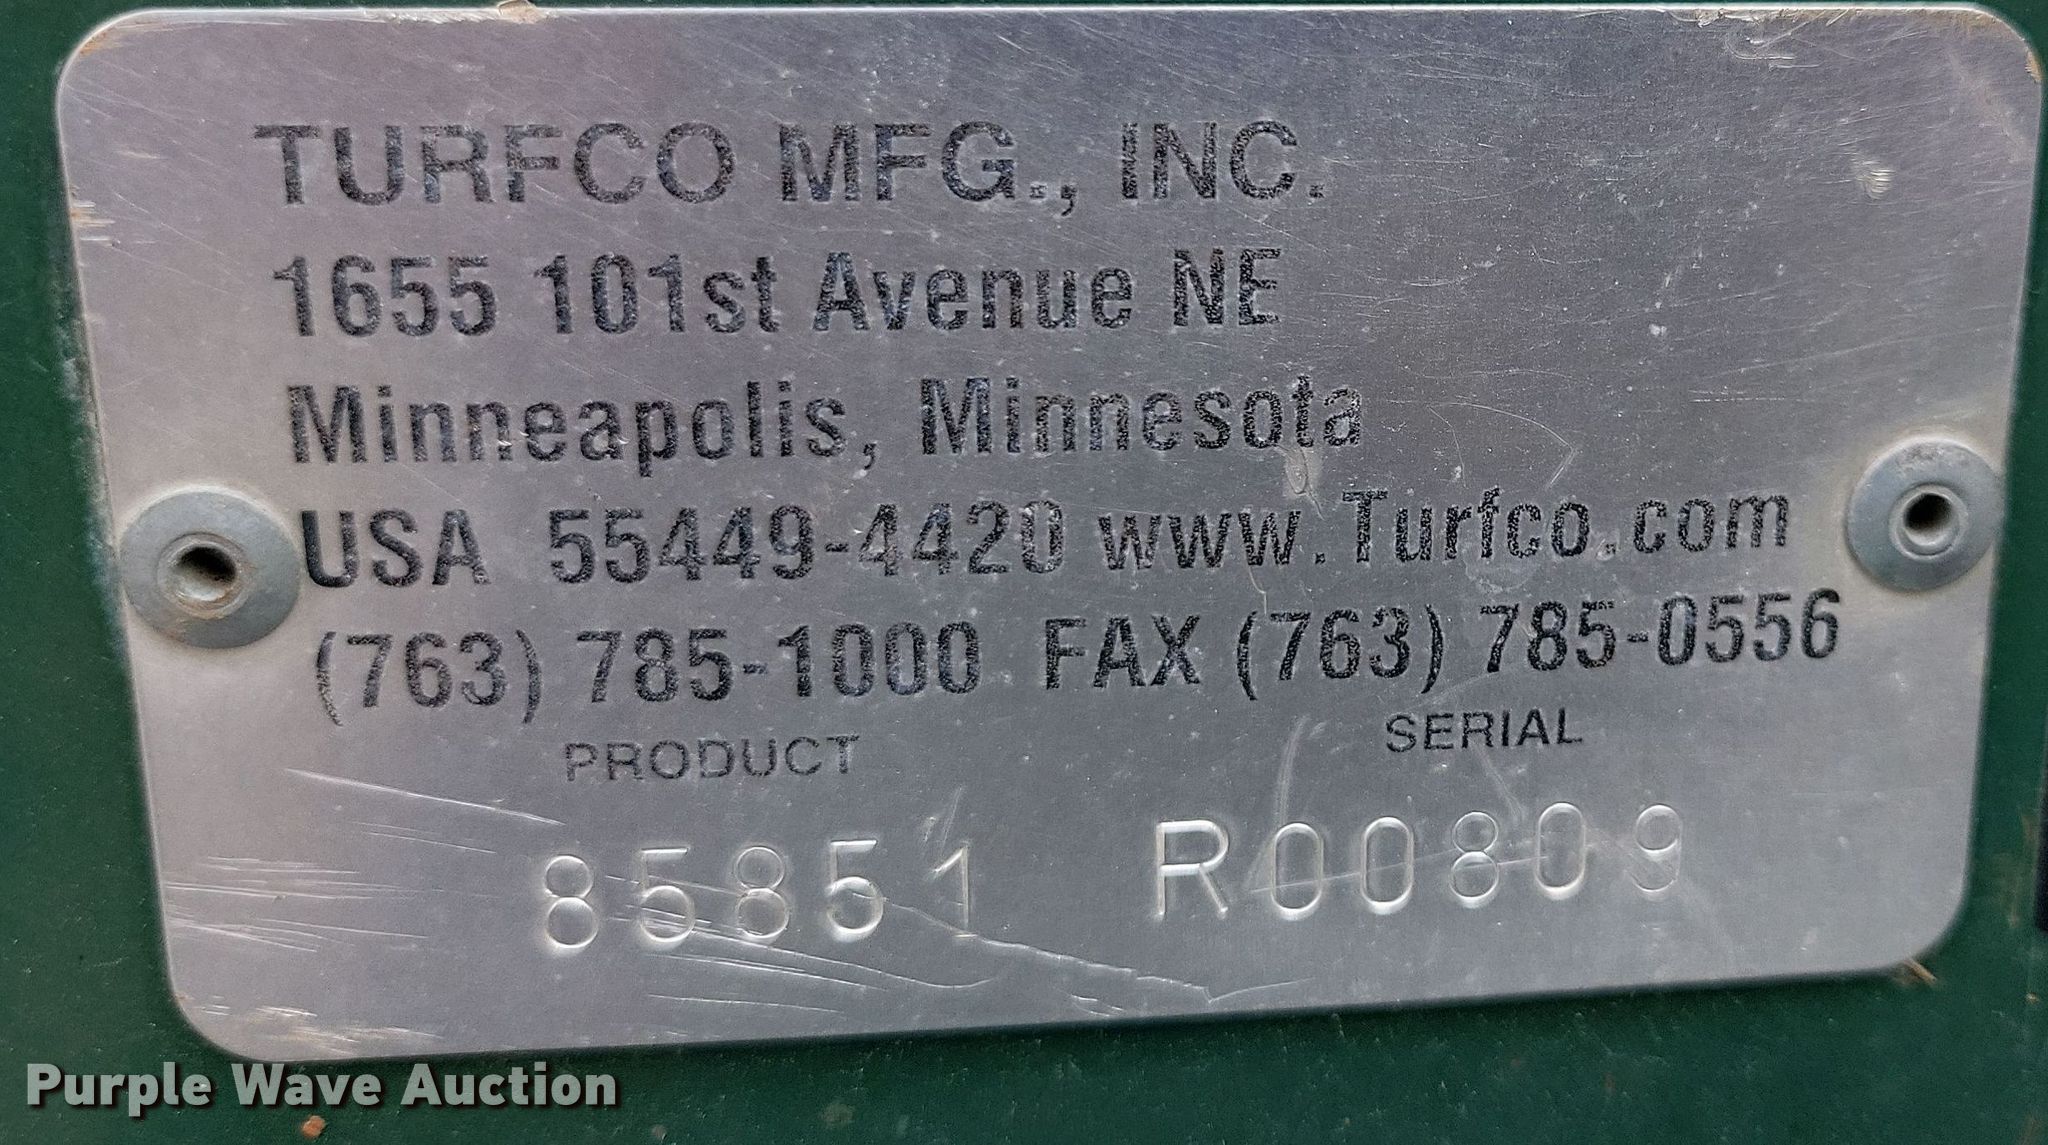 TURFCO MFG., INC.
1655 101st Avenue NE
Minneapolis, Minnesota
USA 55449-4420 www.Turfco.com
(763) 785-1000 FAX (763) 785-0556
PRODUCT SERIAL
85851 R00809
Purple Wave Auction